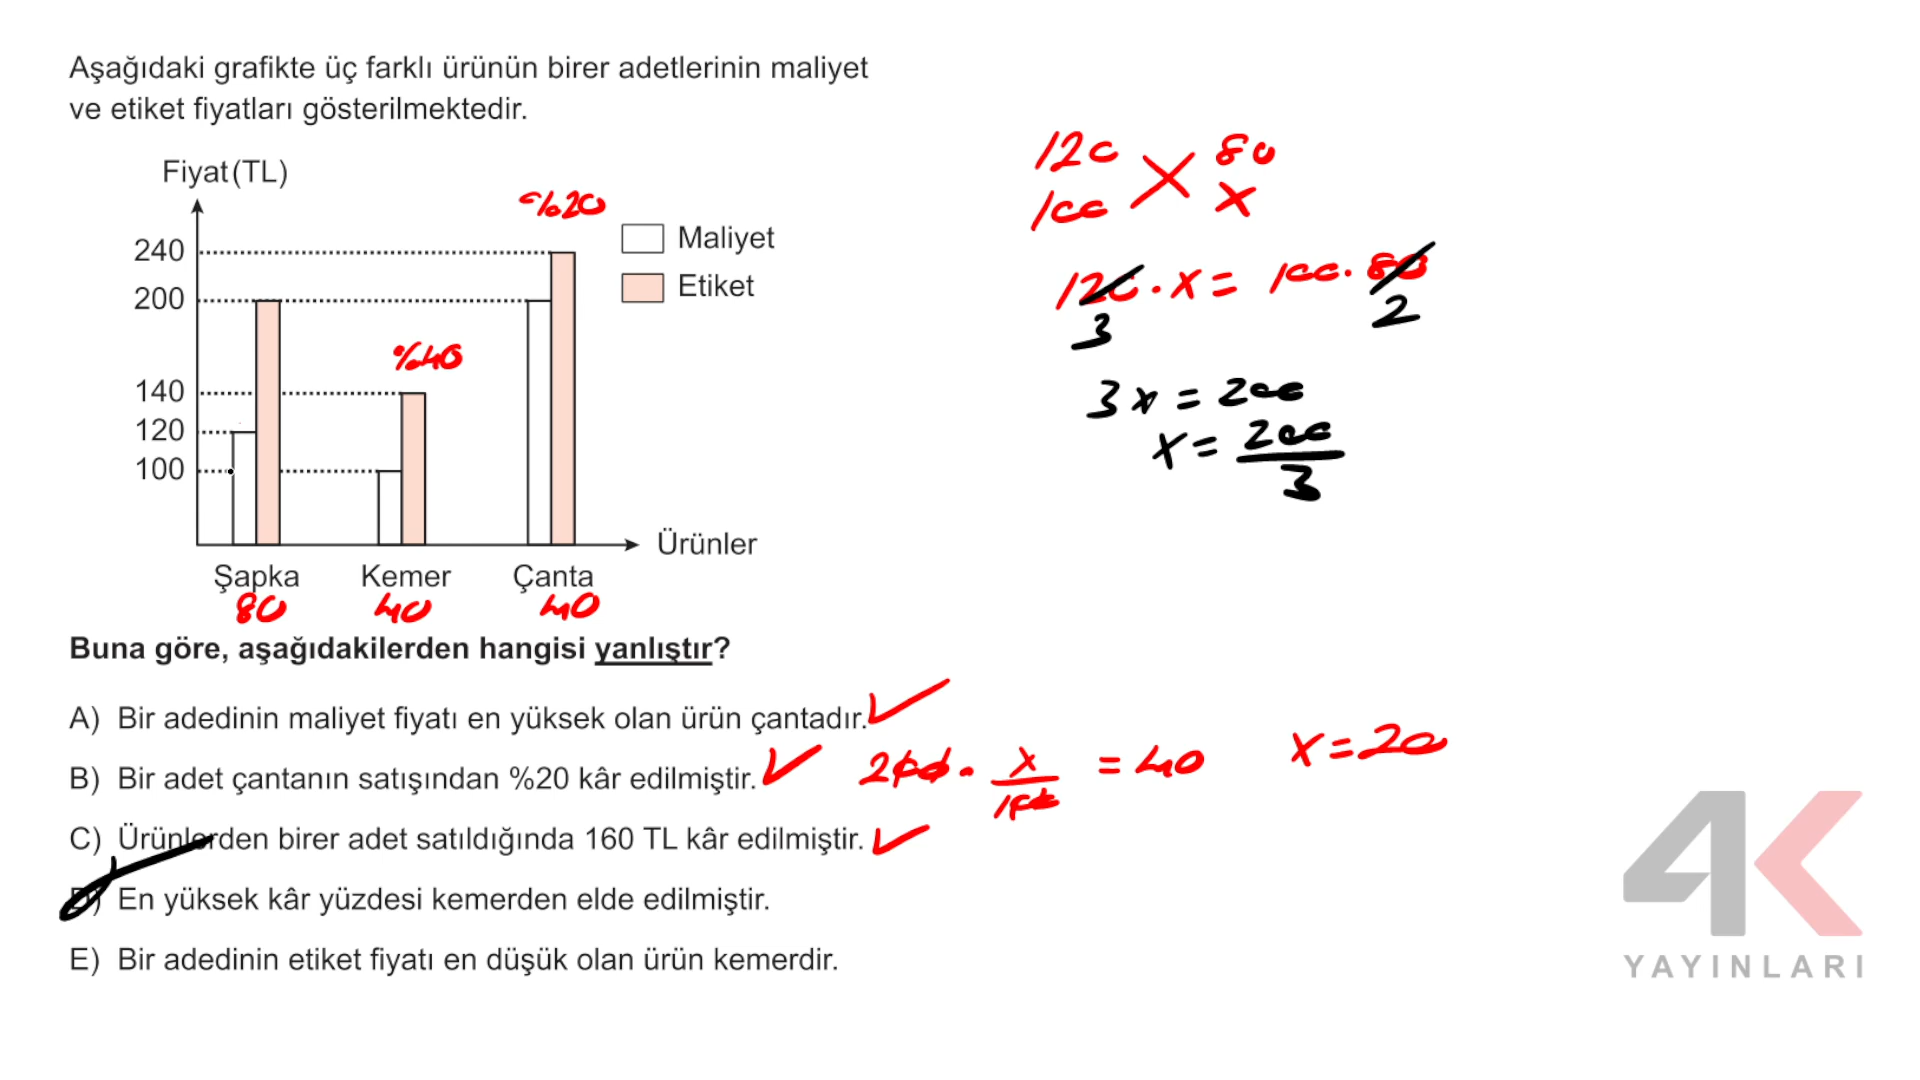 Aşağıdaki grafikte üç farklı ürünün birer adetlerinin maliyet
ve etiket fiyatları gösterilmektedir.
Fiyat(TL)
%20
240
200
140
120
100
%40
Maliyet
Etiket
Ürünler
Şapka Kemer Çanta
80 40 40
120 80
100 x
120 . x = 100 . 80
3 2
3x = 200
x = 200
3
Buna göre, aşağıdakilerden hangisi yanlıştır?
A) Bir adedinin maliyet fiyatı en yüksek olan ürün çantadır.
B) Bir adet çantanın satışından %20 kâr edilmiştir.
200 . x = 40 x = 20
100
C) Ürünlerden birer adet satıldığında 160 TL kâr edilmiştir.
D) En yüksek kâr yüzdesi kemerden elde edilmiştir.
E) Bir adedinin etiket fiyatı en düşük olan ürün kemerdir.
4K
YAYINLARI